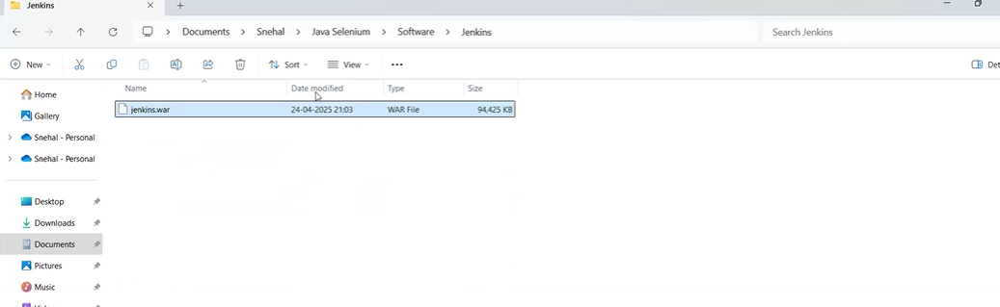 Jenkins
Documents > Snehal > Java Selenium > Software > Jenkins
Search Jenkins
New
Sort
View
Name Date modified Type Size
jenkins.war 24-04-2025 21:03 WAR File 94,425 KB
Home
Gallery
Snehal - Personal
Snehal - Personal
Desktop
Downloads
Documents
Pictures
Music